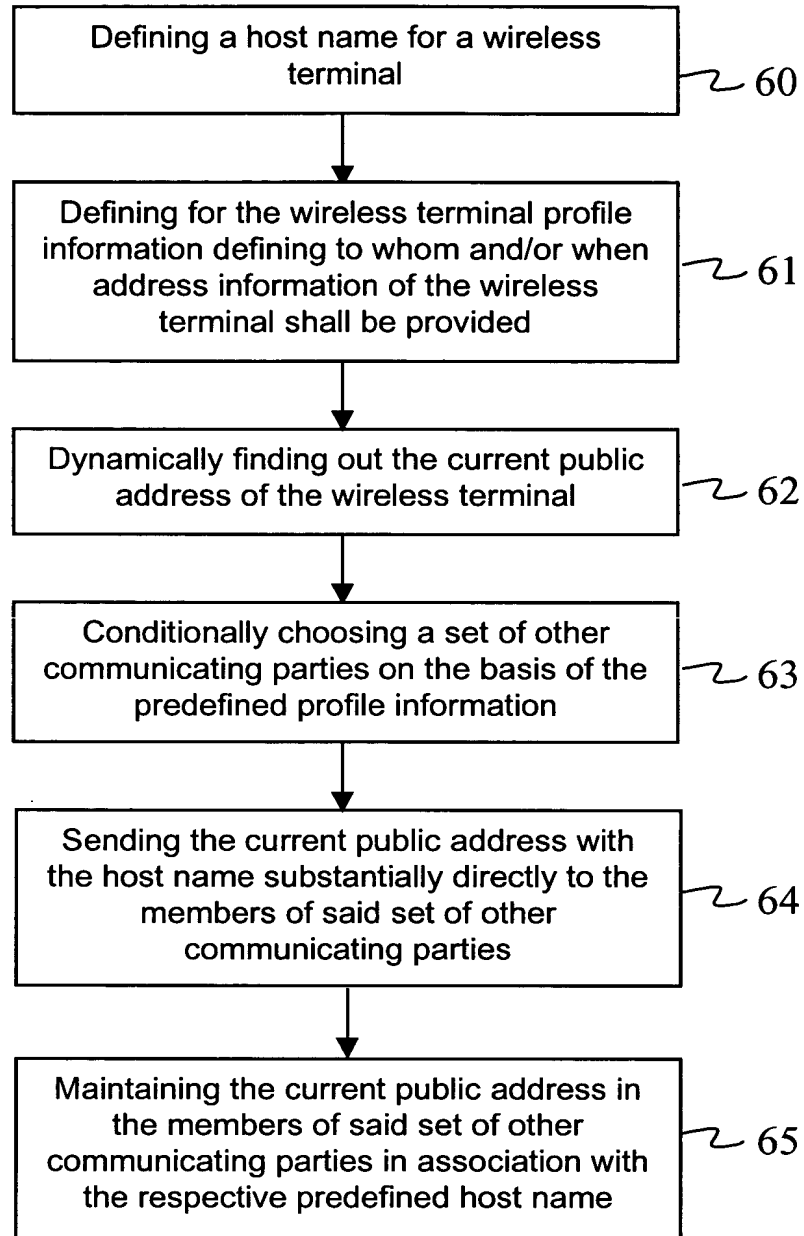 Defining a host name for a wireless
terminal
60
Defining for the wireless terminal profile
information defining to whom and/or when
address information of the wireless
terminal shall be provided
61
Dynamically finding out the current public
address of the wireless terminal
62
Conditionally choosing a set of other
communicating parties on the basis of the
predefined profile information
63
Sending the current public address with
the host name substantially directly to the
members of said set of other
communicating parties
64
Maintaining the current public address in
the members of said set of other
communicating parties in association with
the respective predefined host name
65